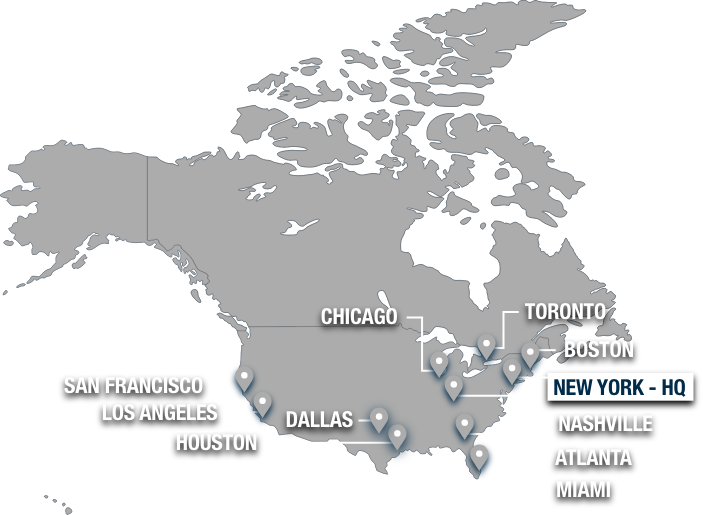 CHICAGO
TORONTO
BOSTON
SAN FRANCISCO
NEW YORK - HQ
LOS ANGELES
DALLAS
NASHVILLE
HOUSTON
ATLANTA
MIAMI